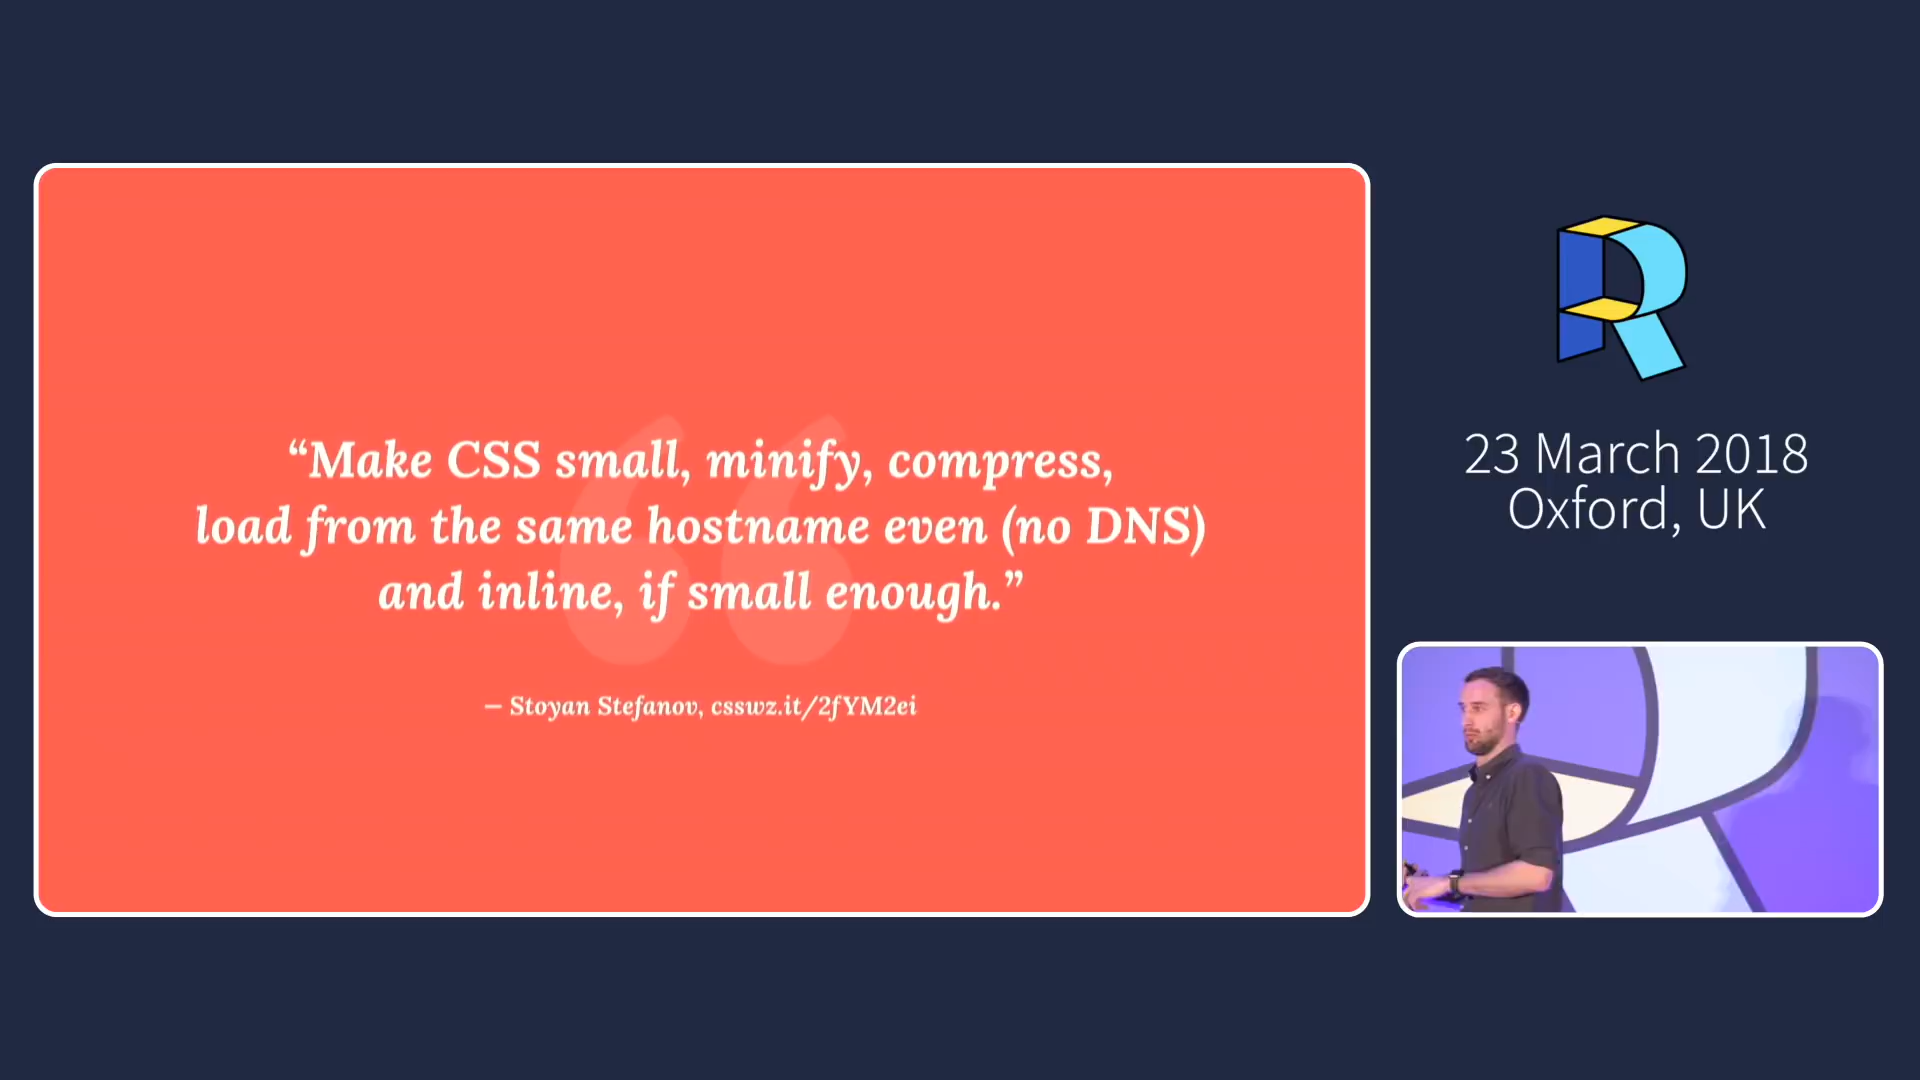 “Make CSS small, minify, compress,
load from the same hostname even (no DNS)
and inline, if small enough.”
— Stoyan Stefanov, csswz.it/2fYM2ei
R
23 March 2018
Oxford, UK